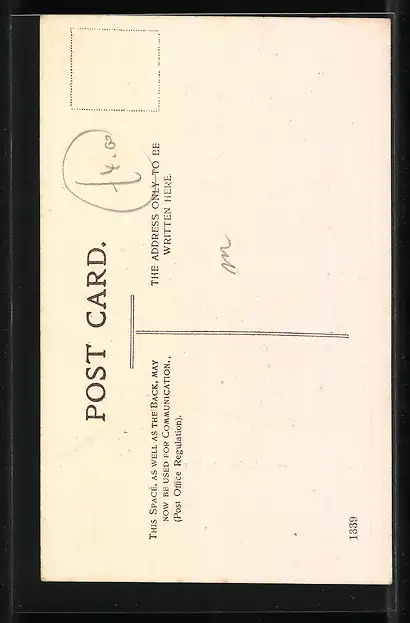 POST CARD.
THIS SPACE, AS WELL AS THE BACK, MAY
NOW BE USED FOR COMMUNICATION.,
(Post Office Regulation).
THE ADDRESS ONLY TO BE
WRITTEN HERE.
1339
m